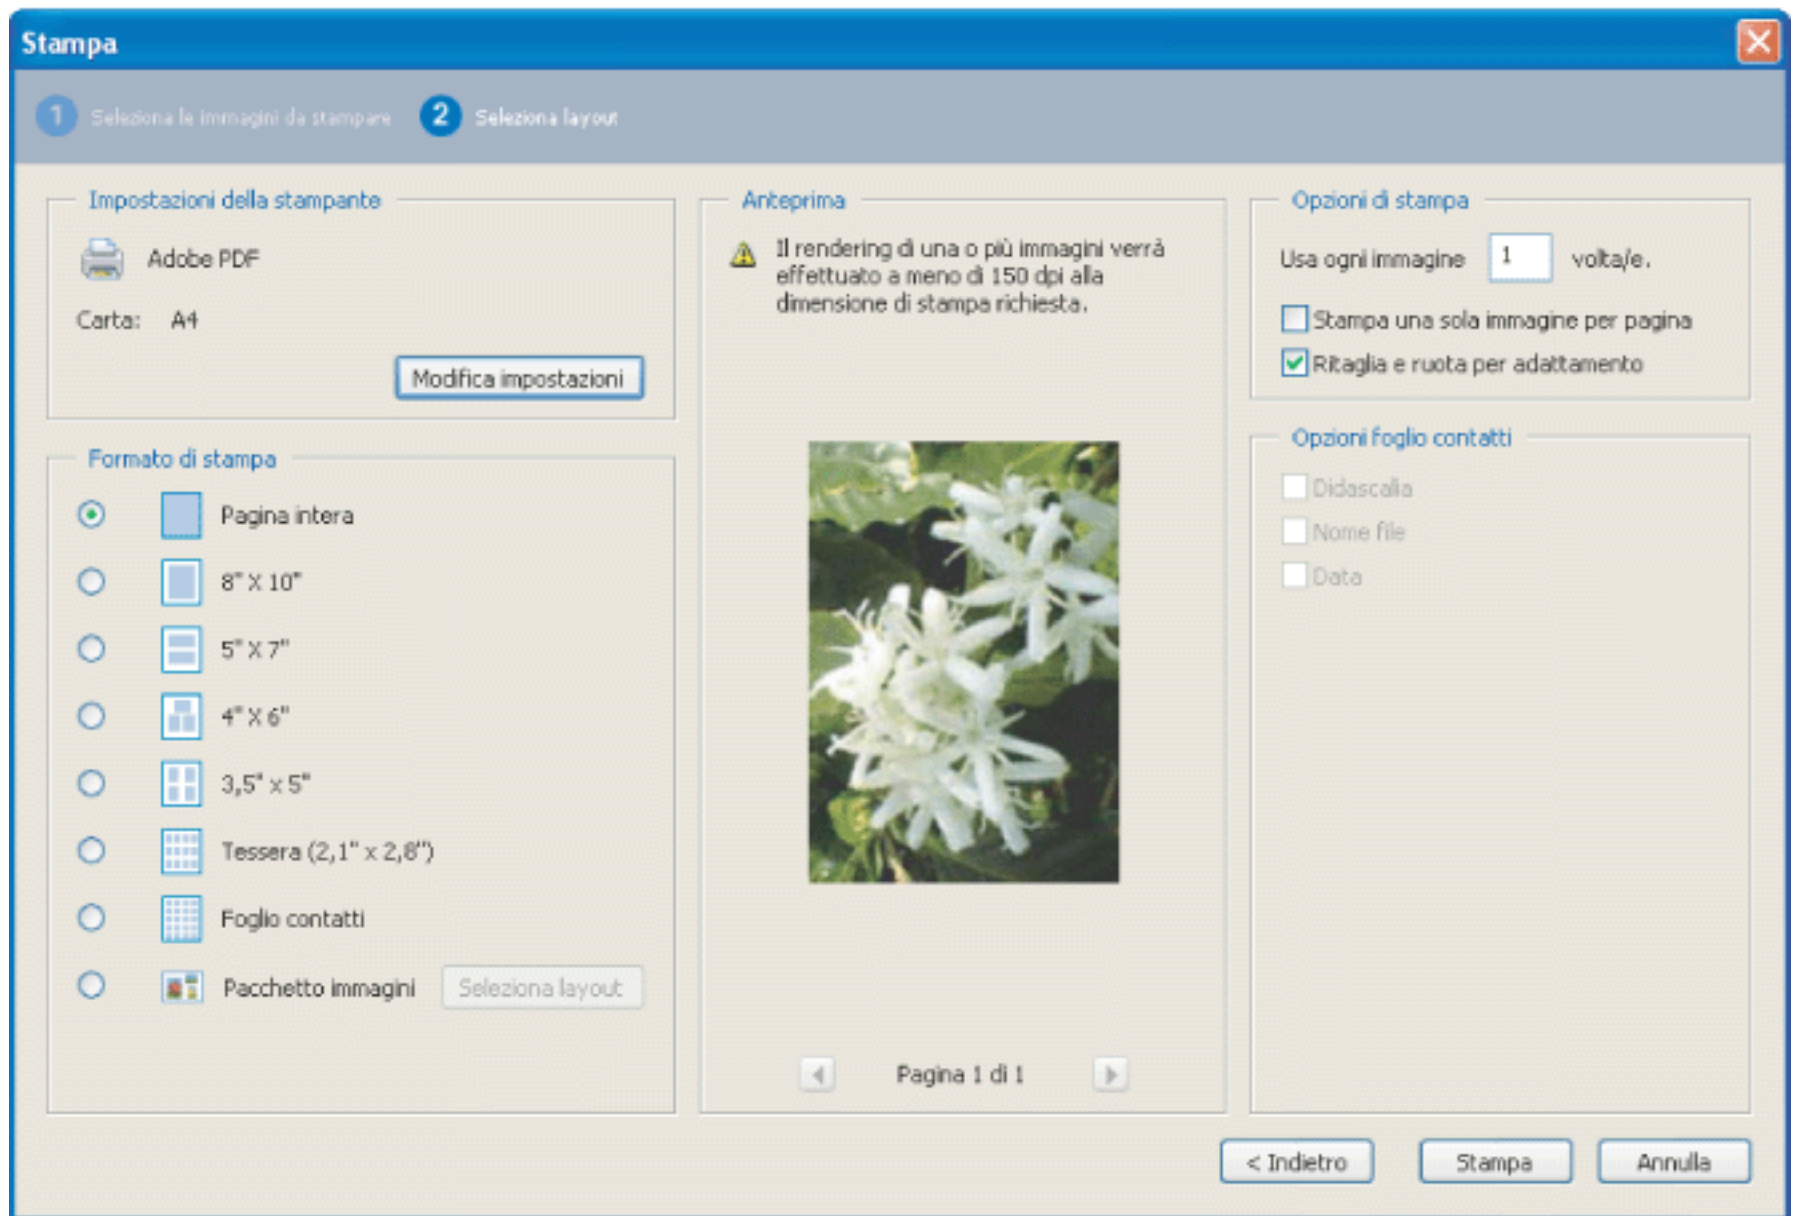 Stampa
1 Seleziona le immagini da stampare 2 Seleziona layout
Impostazioni della stampante
Adobe PDF
Carta: A4
Modifica impostazioni
Formato di stampa
Pagina intera
8" X 10"
5" X 7"
4" X 6"
3,5" x 5"
Tessera (2,1" x 2,8")
Foglio contatti
Pacchetto immagini Seleziona layout
Anteprima
Il rendering di una o più immagini verrà
effettuato a meno di 150 dpi alla
dimensione di stampa richiesta.
Pagina 1 di 1
Opzioni di stampa
Usa ogni immagine 1 volta/e.
Stampa una sola immagine per pagina
Ritaglia e ruota per adattamento
Opzioni foglio contatti
Didascalia
Nome file
Data
< Indietro Stampa Annulla